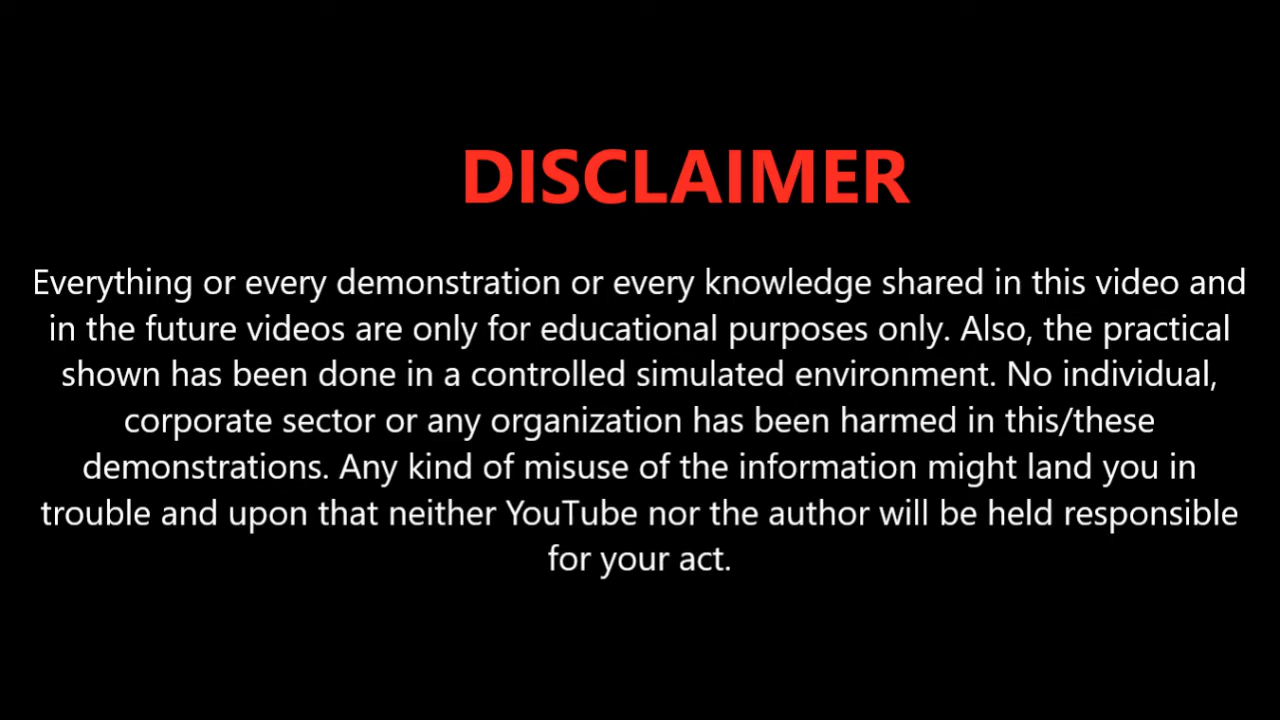 DISCLAIMER
Everything or every demonstration or every knowledge shared in this video and
in the future videos are only for educational purposes only. Also, the practical
shown has been done in a controlled simulated environment. No individual,
corporate sector or any organization has been harmed in this/these
demonstrations. Any kind of misuse of the information might land you in
trouble and upon that neither YouTube nor the author will be held responsible
for your act.